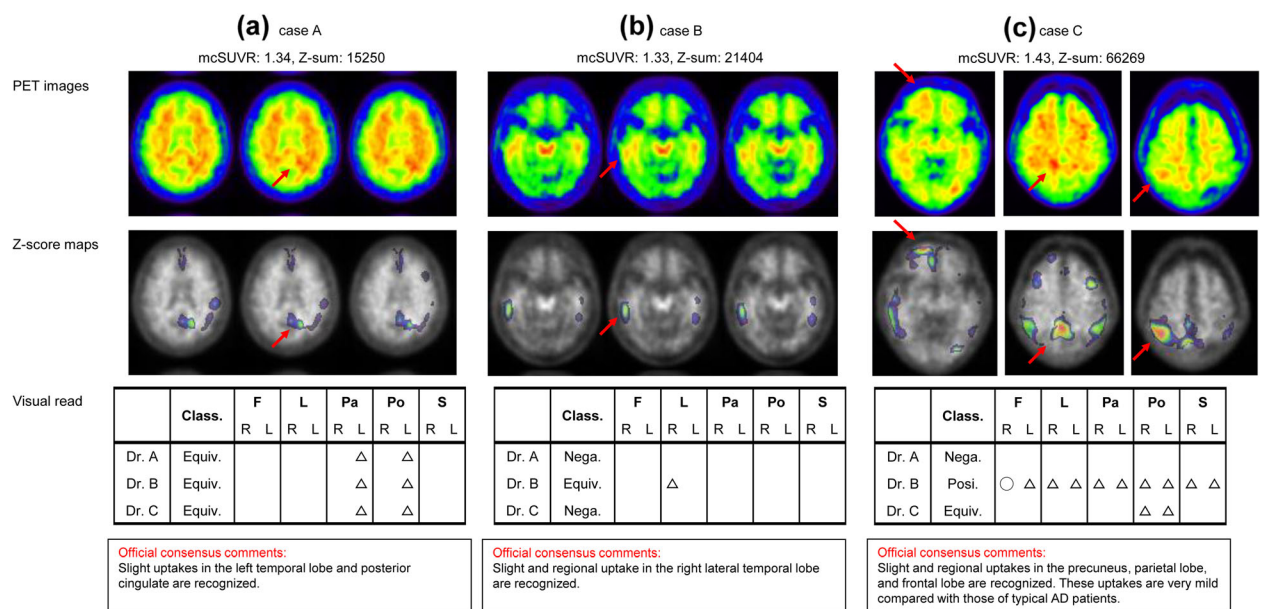 (a) case A
mcSUVR: 1.34, Z-sum: 15250
(b) case B
mcSUVR: 1.33, Z-sum: 21404
(c) case C
mcSUVR: 1.43, Z-sum: 66269
PET images
Z-score maps
Visual read
Class. F L Pa Po S
R L R L R L R L R L
Dr. A Equiv. △ △
Dr. B Equiv. △ △
Dr. C Equiv. △ △
Class. F L Pa Po S
R L R L R L R L R L
Dr. A Nega.
Dr. B Equiv. △
Dr. C Nega.
Class. F L Pa Po S
R L R L R L R L R L
Dr. A Nega.
Dr. B Posi. ○ △ △ △ △ △ △ △ △ △
Dr. C Equiv. △ △
Official consensus comments:
Slight uptakes in the left temporal lobe and posterior
cingulate are recognized.
Official consensus comments:
Slight and regional uptake in the right lateral temporal lobe
are recognized.
Official consensus comments:
Slight and regional uptakes in the precuneus, parietal lobe,
and frontal lobe are recognized. These uptakes are very mild
compared with those of typical AD patients.